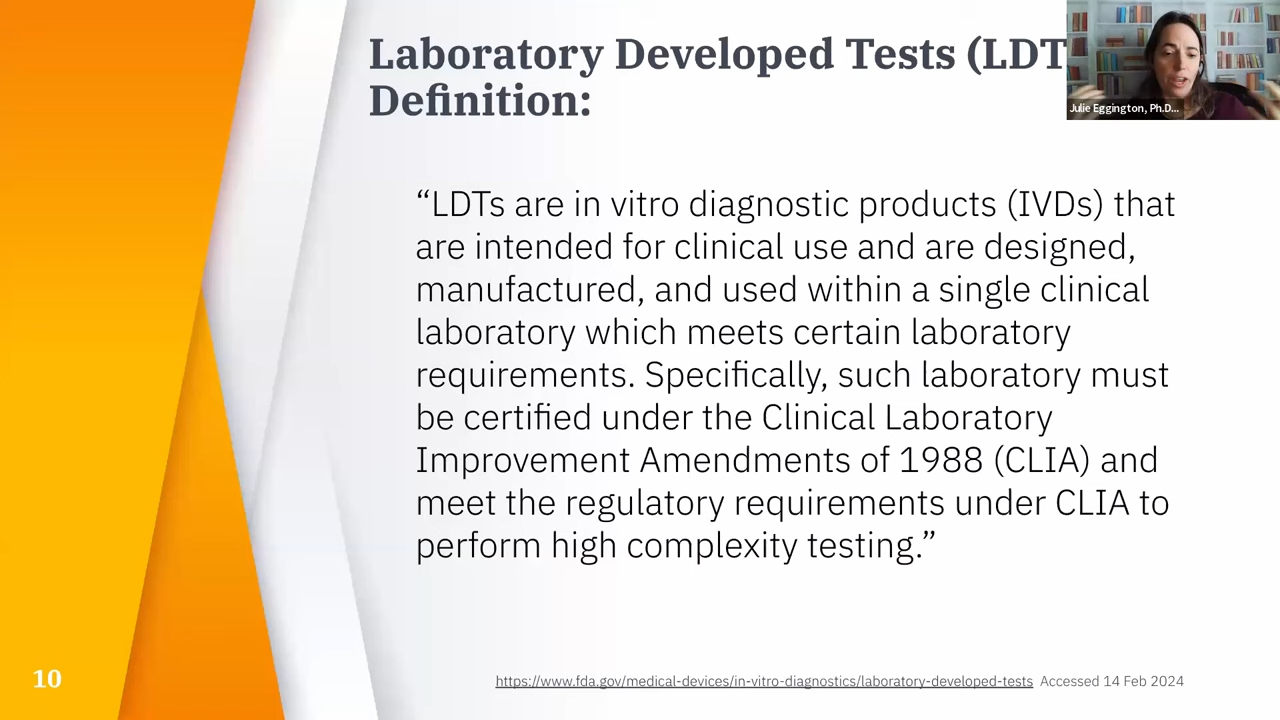 Laboratory Developed Tests (LDT
Definition:
Julie Eggington, Ph.D...
“LDTs are in vitro diagnostic products (IVDs) that
are intended for clinical use and are designed,
manufactured, and used within a single clinical
laboratory which meets certain laboratory
requirements. Specifically, such laboratory must
be certified under the Clinical Laboratory
Improvement Amendments of 1988 (CLIA) and
meet the regulatory requirements under CLIA to
perform high complexity testing.”
10
https://www.fda.gov/medical-devices/in-vitro-diagnostics/laboratory-developed-tests Accessed 14 Feb 2024